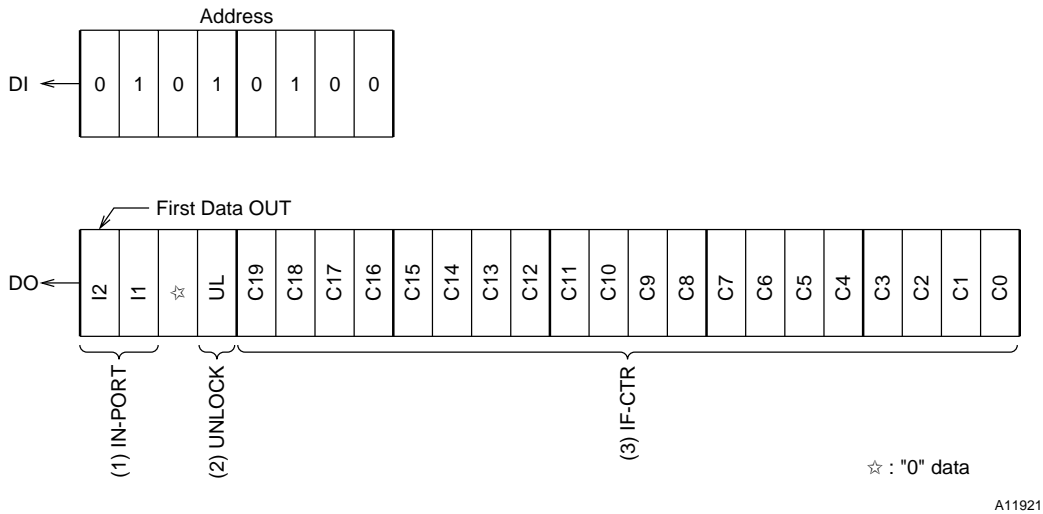 Address
DI 0 1 0 1 0 1 0 0
First Data OUT
DO I2 I1 ☆ UL C19 C18 C17 C16 C15 C14 C13 C12 C11 C10 C9 C8 C7 C6 C5 C4 C3 C2 C1 C0
(1) IN-PORT
(2) UNLOCK
(3) IF-CTR
☆ : "0" data
A11921